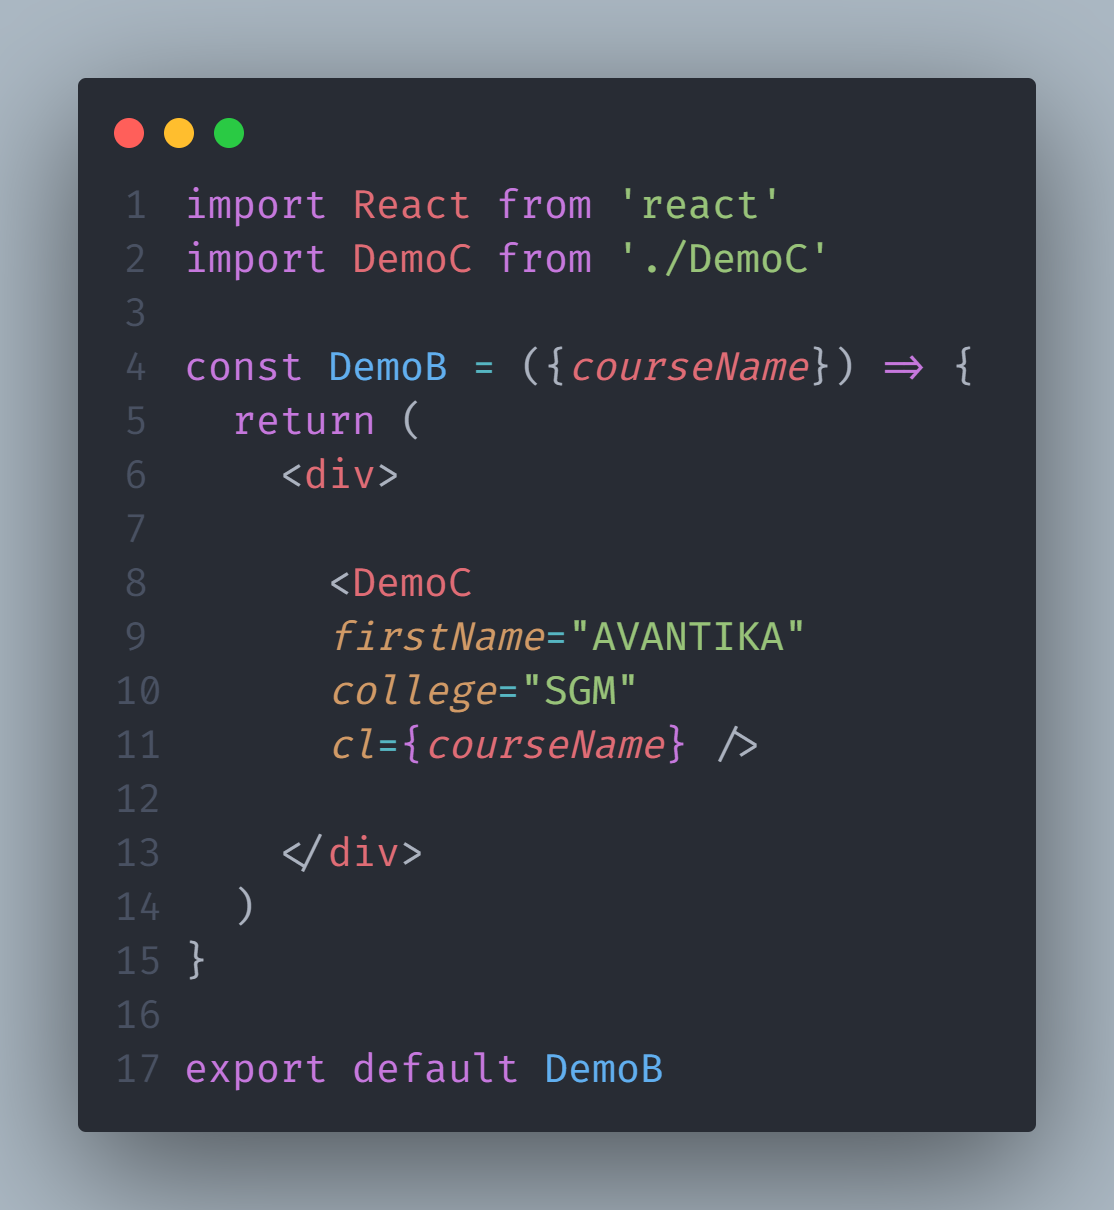 1 import React from 'react'
2 import DemoC from './DemoC'
3
4 const DemoB = ({courseName}) => {
5   return (
6     <div>
7
8       <DemoC
9       firstName="AVANTIKA"
10       college="SGM"
11       cl={courseName} />
12
13     </div>
14   )
15 }
16
17 export default DemoB